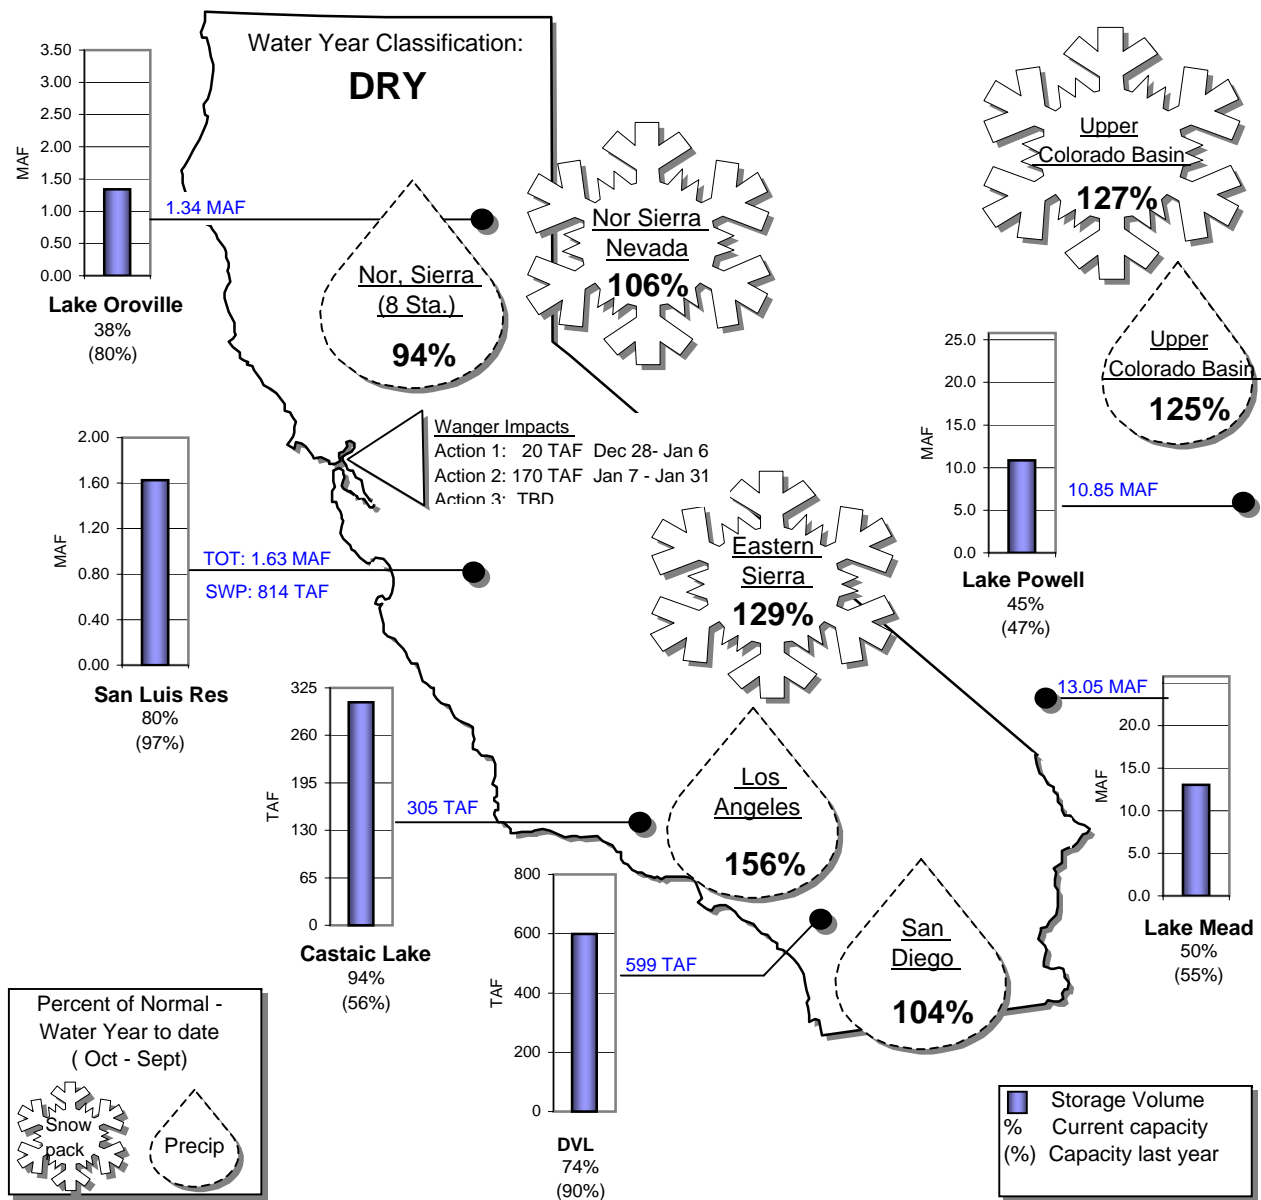 Water Year Classification:
DRY
3.50
3.00
2.50
2.00
1.50
1.00
0.50
0.00
MAF
1.34 MAF
Lake Oroville
38%
(80%)
Nor, Sierra
(8 Sta.)
94%
Nor Sierra
Nevada
106%
Upper
Colorado Basin
127%
Upper
Colorado Basin
125%
25.0
20.0
15.0
10.0
5.0
0.0
MAF
10.85 MAF
Lake Powell
45%
(47%)
Wanger Impacts
Action 1: 20 TAF Dec 28- Jan 6
Action 2: 170 TAF Jan 7 - Jan 31
Action 3: TBD
2.00
1.60
1.20
0.80
0.40
0.00
MAF
TOT: 1.63 MAF
SWP: 814 TAF
San Luis Res
80%
(97%)
Eastern
Sierra
129%
325
260
195
130
65
0
TAF
305 TAF
Castaic Lake
94%
(56%)
Los
Angeles
156%
13.05 MAF
20.0
15.0
10.0
5.0
0.0
MAF
Lake Mead
50%
(55%)
800
600
400
200
0
TAF
599 TAF
DVL
74%
(90%)
San
Diego
104%
Percent of Normal -
Water Year to date
( Oct - Sept)
Snow
pack
Precip
Storage Volume
% Current capacity
(%) Capacity last year